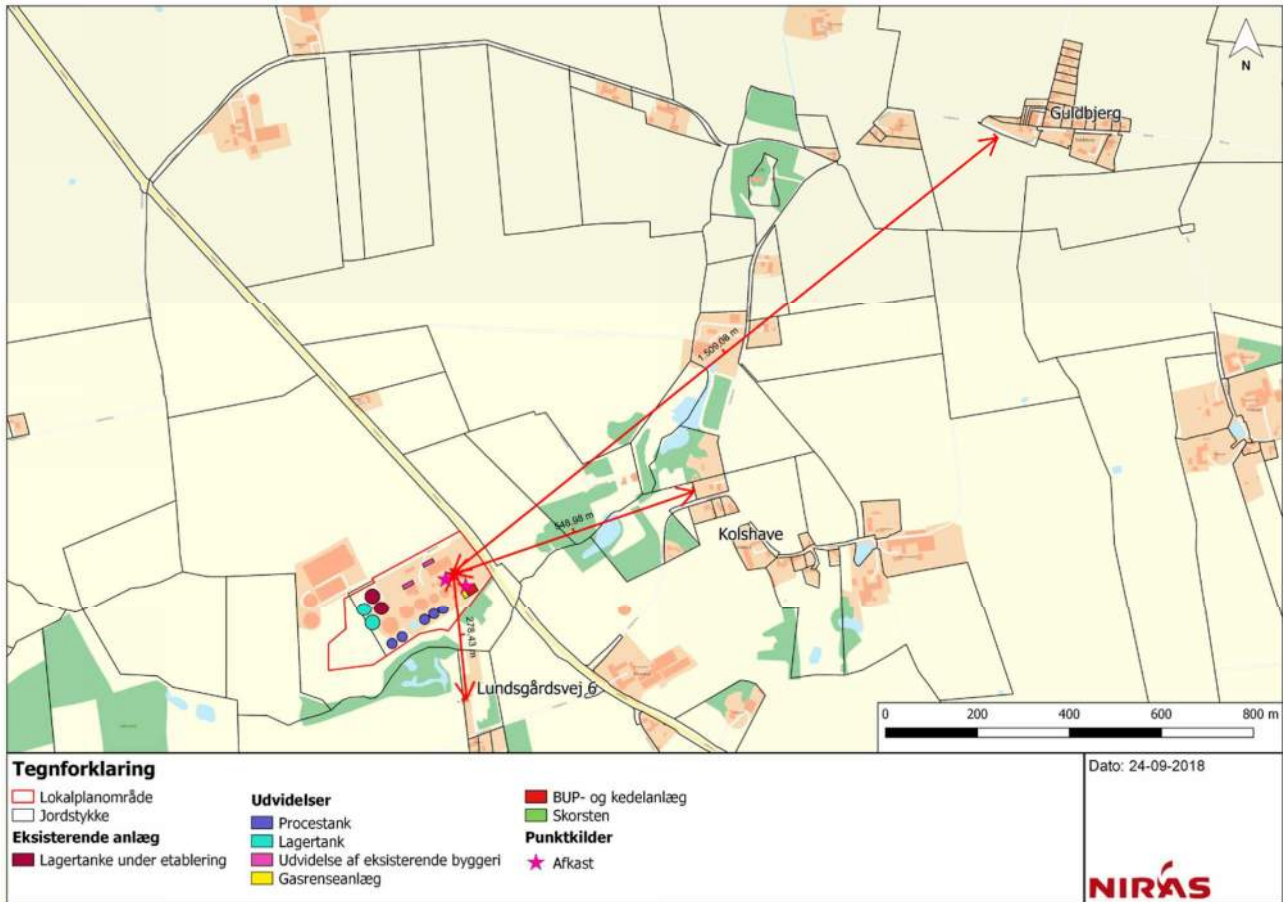 N
Guldbjerg
1.509,08 m
548,98 m
Kolshave
278,43 m
Lundsgårdsvej 6
0 200 400 600 800 m
Tegnforklaring
Lokalplanområde
Jordstykke
Eksisterende anlæg
Lagertanke under etablering
Udvidelser
Procestank
Lagertank
Udvidelse af eksisterende byggeri
Gasrenseanlæg
BUP- og kedelanlæg
Skorsten
Punktkilder
Afkast
Dato: 24-09-2018
NIRAS